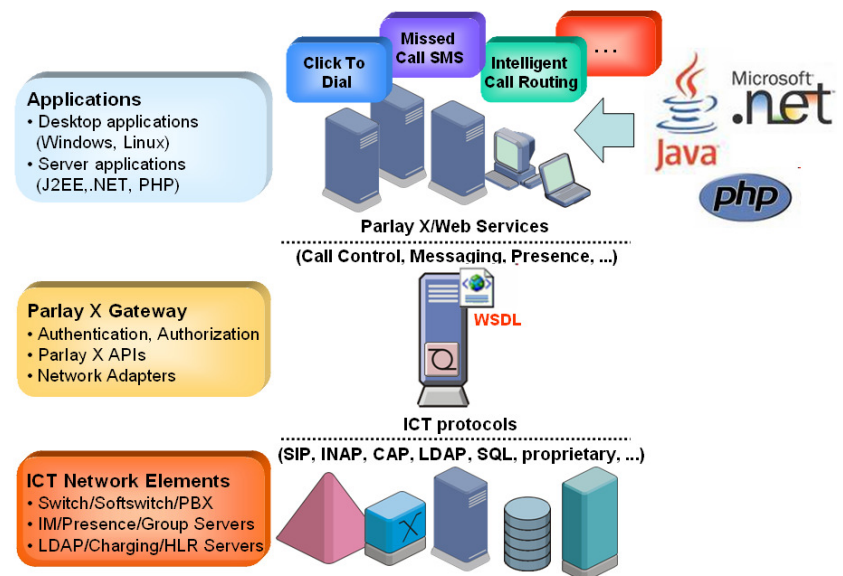 Click To
Dial
Missed
Call SMS
Intelligent
Call Routing
...
Applications
• Desktop applications
(Windows, Linux)
• Server applications
(J2EE,.NET, PHP)
Java
Microsoft
.net
php
Parlay X/Web Services
(Call Control, Messaging, Presence, ...)
Parlay X Gateway
• Authentication, Authorization
• Parlay X APIs
• Network Adapters
WSDL
ICT protocols
(SIP, INAP, CAP, LDAP, SQL, proprietary, ...)
ICT Network Elements
• Switch/Softswitch/PBX
• IM/Presence/Group Servers
• LDAP/Charging/HLR Servers